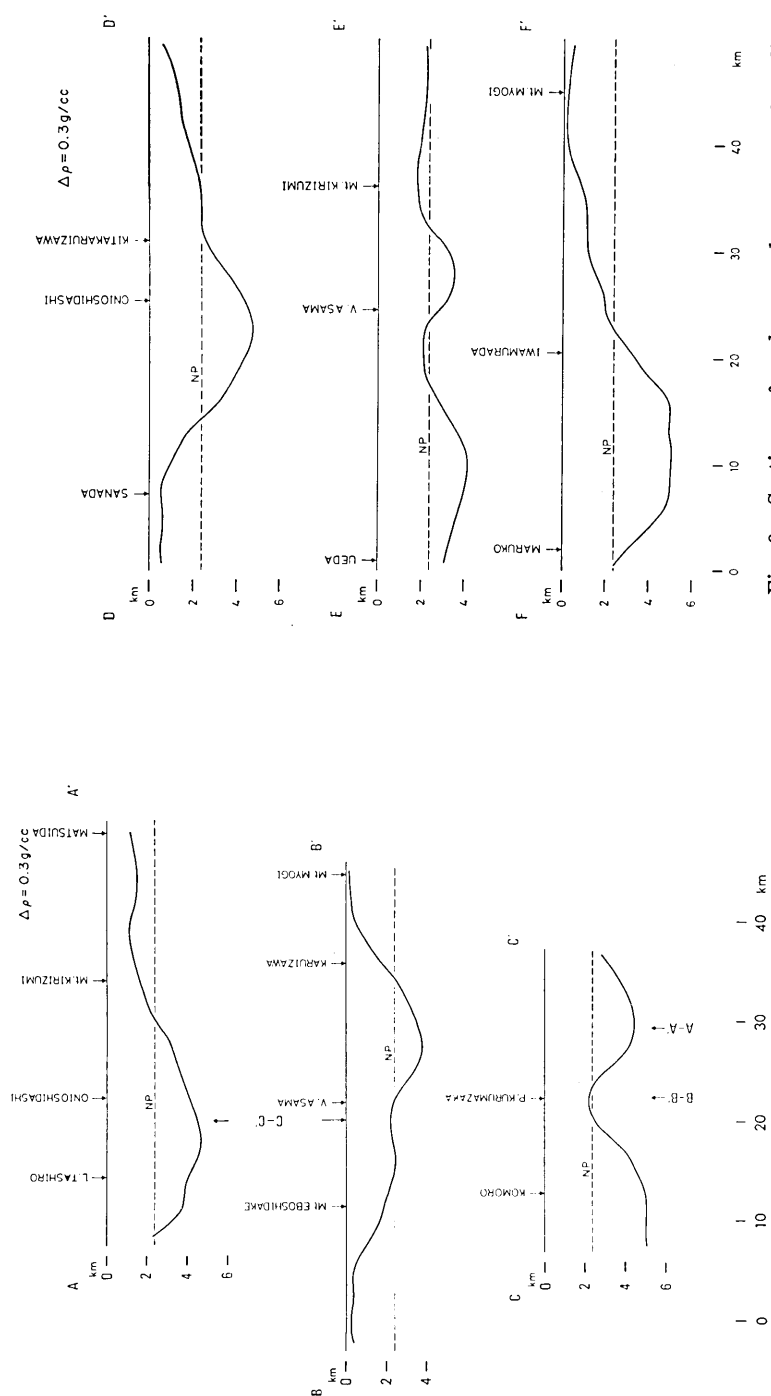 A
A'
Δρ=0.3g/cc
km
0
2
4
6
L.TASHIRO
ONIOSHIDASHI
Mt.KIRIZUMI
MATSUIDA
NP
C-C'
B
B'
0
2
4
Mt EBOSHIDAKE
V. ASAMA
KARUIZAWA
Mt. MYOGI
NP
C
C'
km
0
2
4
6
KOMORO
P. KURUMAZAKA
NP
B-B'
A-A'
0
10
20
30
40
km
D
D'
Δρ=0.3g/cc
km
0
2
4
6
SANADA
ONIOSHIDASHI
KITAKARUIZAWA
NP
E
E'
km
0
2
4
UEDA
V. ASAMA
Mt. KIRIZUMI
NP
F
F'
km
0
2
4
6
MARUKO
IWAMURADA
Mt. MYOGI
NP
0
10
20
30
40
km